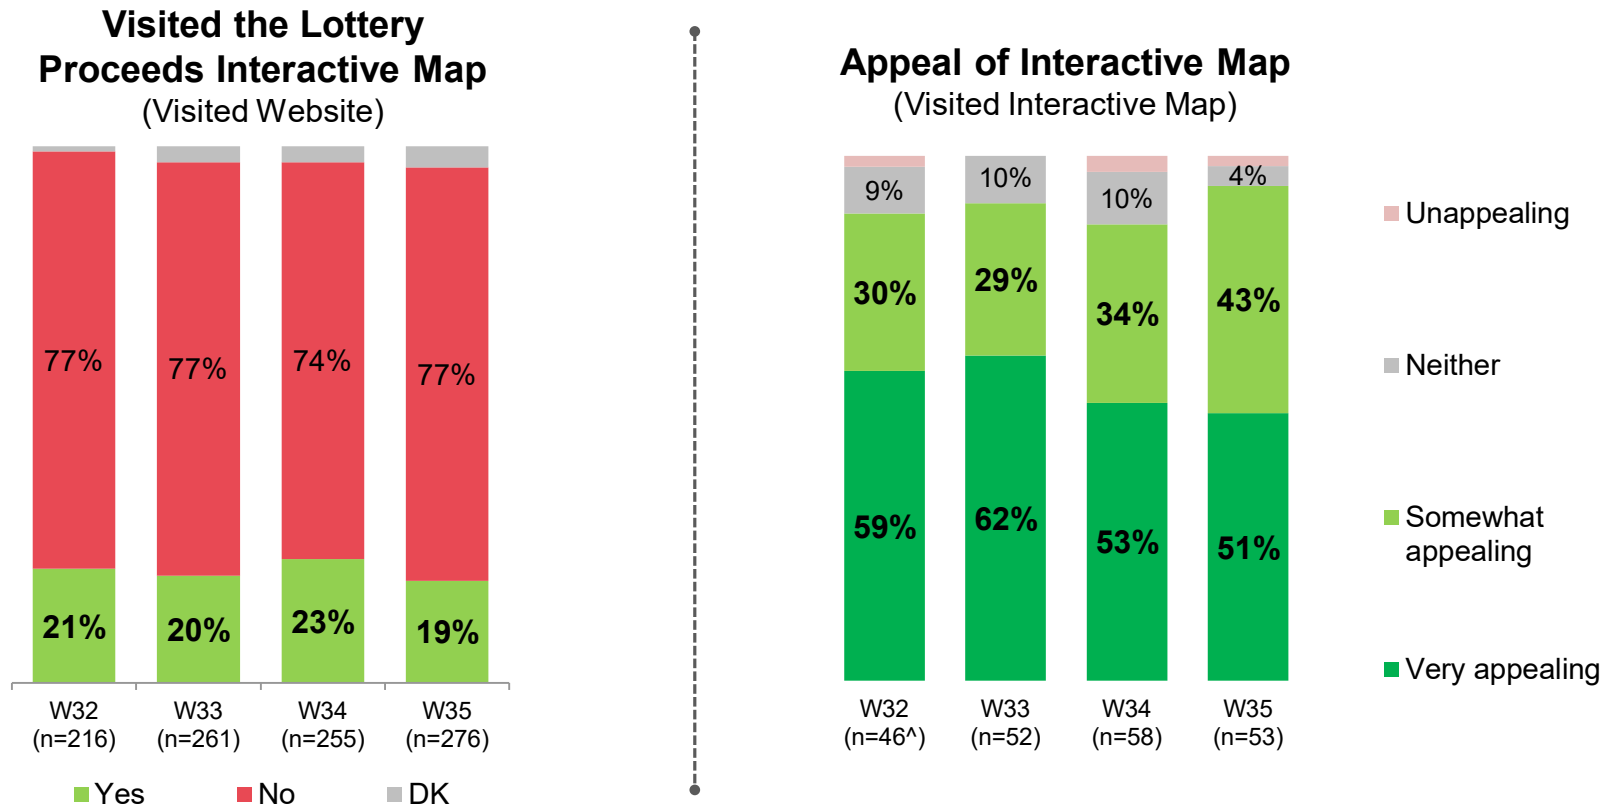 Visited the Lottery
Proceeds Interactive Map
(Visited Website)
77%
77%
74%
77%
21%
20%
23%
19%
W32
(n=216)
W33
(n=261)
W34
(n=255)
W35
(n=276)
Yes
No
DK
Appeal of Interactive Map
(Visited Interactive Map)
9%
10%
10%
4%
30%
29%
34%
43%
59%
62%
53%
51%
W32
(n=46^)
W33
(n=52)
W34
(n=58)
W35
(n=53)
Unappealing
Neither
Somewhat
appealing
Very appealing